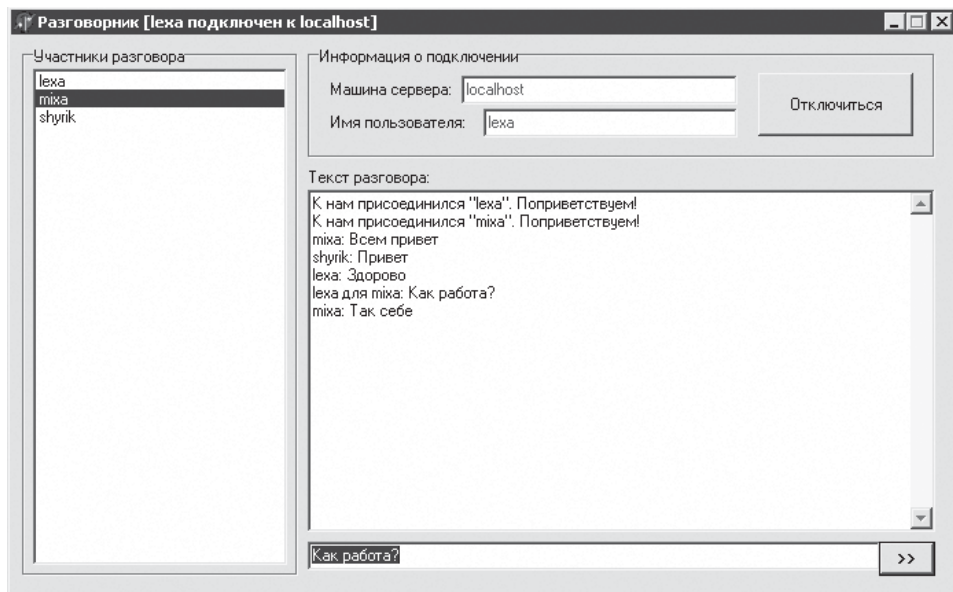 Разговорник [lexa подключен к localhost]
Участники разговора
lexa
mixa
shyrik
Информация о подключении
Машина сервера: localhost
Имя пользователя: lexa
Отключиться
Текст разговора:
К нам присоединился "lexa". Поприветствуем!
К нам присоединился "mixa". Поприветствуем!
mixa: Всем привет
shyrik: Привет
lexa: Здорово
lexa для mixa: Как работа?
mixa: Так себе
Как работа?
>>